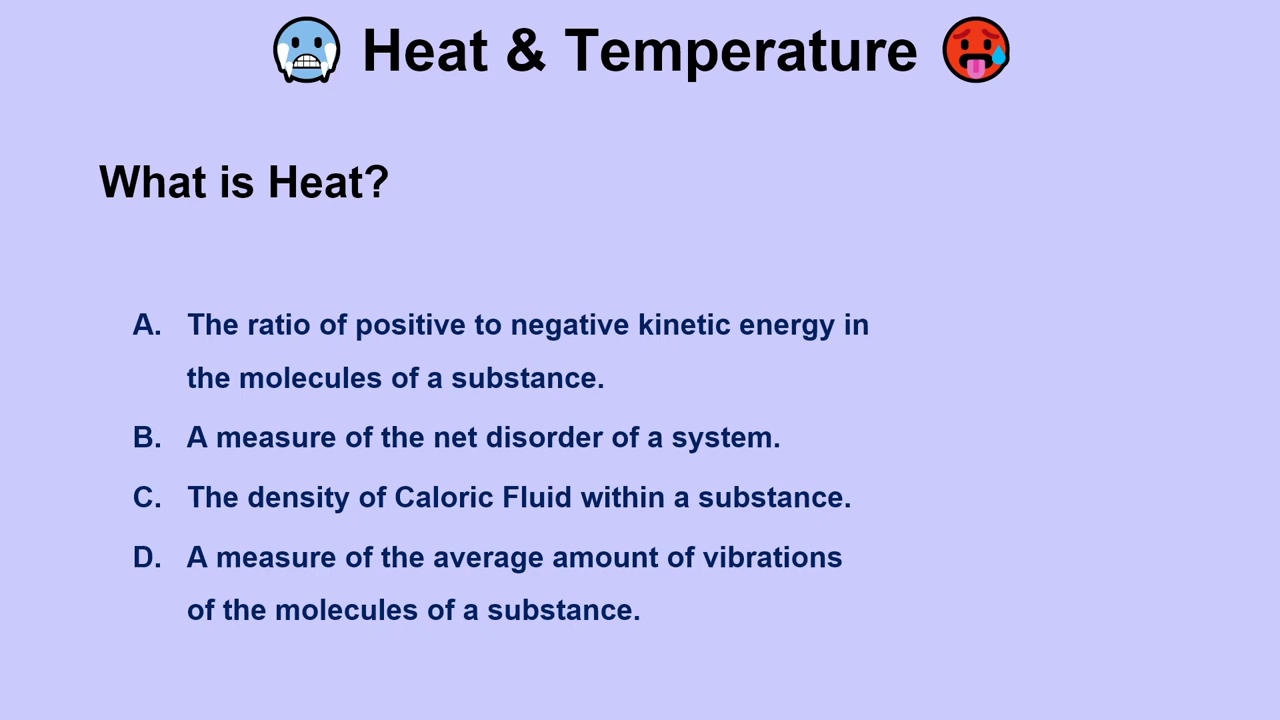 Heat & Temperature
What is Heat?
A. The ratio of positive to negative kinetic energy in
the molecules of a substance.
B. A measure of the net disorder of a system.
C. The density of Caloric Fluid within a substance.
D. A measure of the average amount of vibrations
of the molecules of a substance.